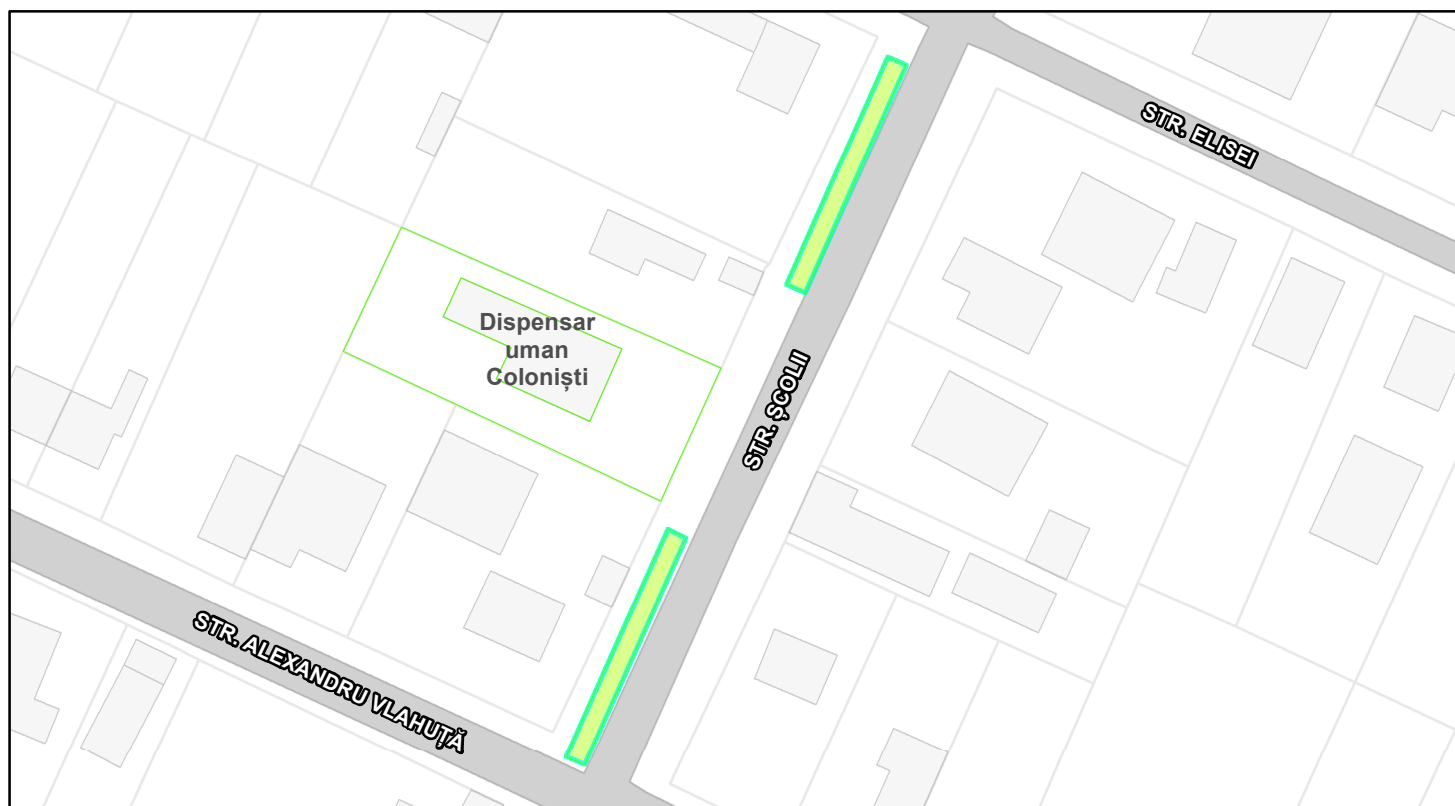 STR. ELISEI
Dispensar
uman
Coloniști
STR. ȘCOLII
STR. ALEXANDRU VLAHUȚĂ